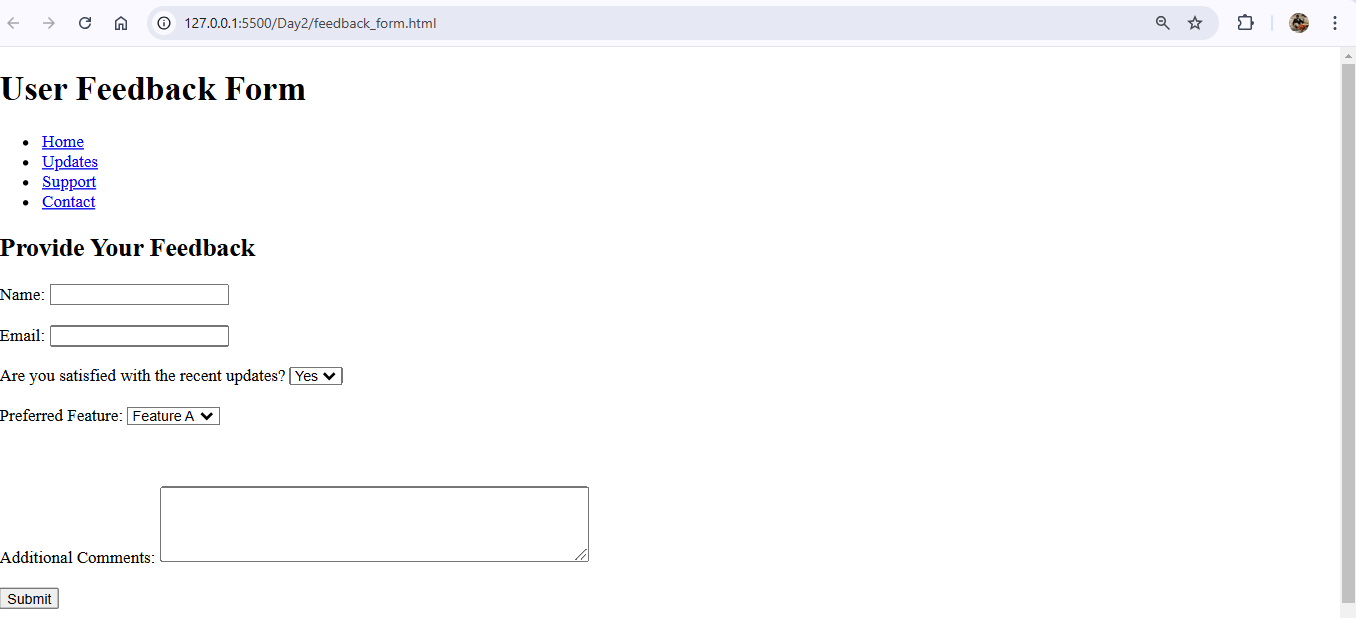 127.0.0.1:5500/Day2/feedback_form.html
User Feedback Form
Home
Updates
Support
Contact
Provide Your Feedback
Name:
Email:
Are you satisfied with the recent updates? Yes
Preferred Feature: Feature A
Additional Comments:
Submit